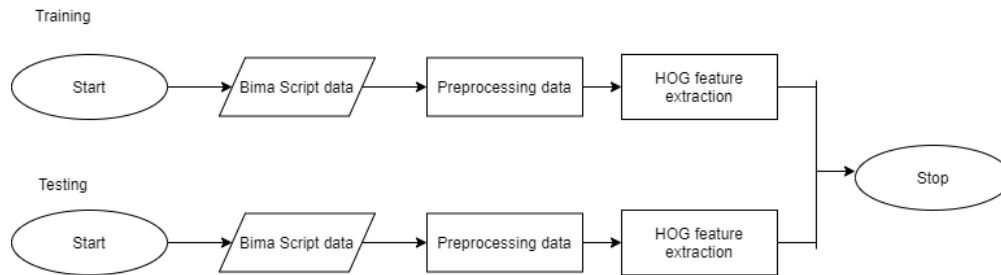 Training
Start
Bima Script data
Preprocessing data
HOG feature
extraction
Stop
Testing
Start
Bima Script data
Preprocessing data
HOG feature
extraction